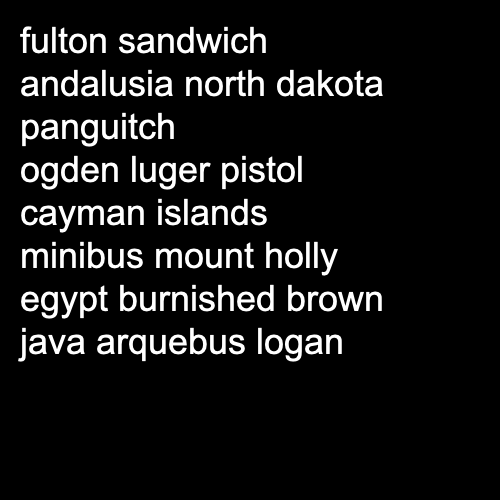 fulton sandwich
andalusia north dakota
panguitch
ogden luger pistol
cayman islands
minibus mount holly
egypt burnished brown
java arquebus logan